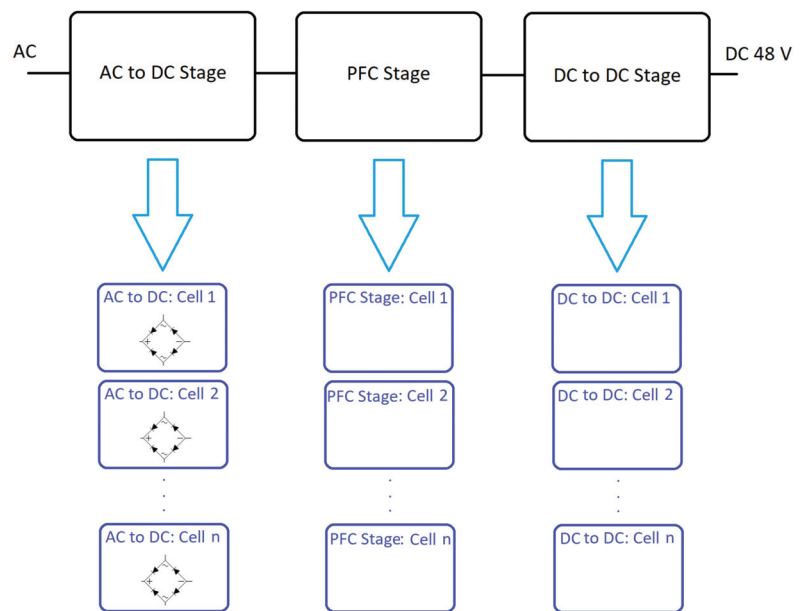 AC
AC to DC Stage
PFC Stage
DC to DC Stage
DC 48 V
AC to DC: Cell 1
PFC Stage: Cell 1
DC to DC: Cell 1
AC to DC: Cell 2
PFC Stage: Cell 2
DC to DC: Cell 2
AC to DC: Cell n
PFC Stage: Cell n
DC to DC: Cell n